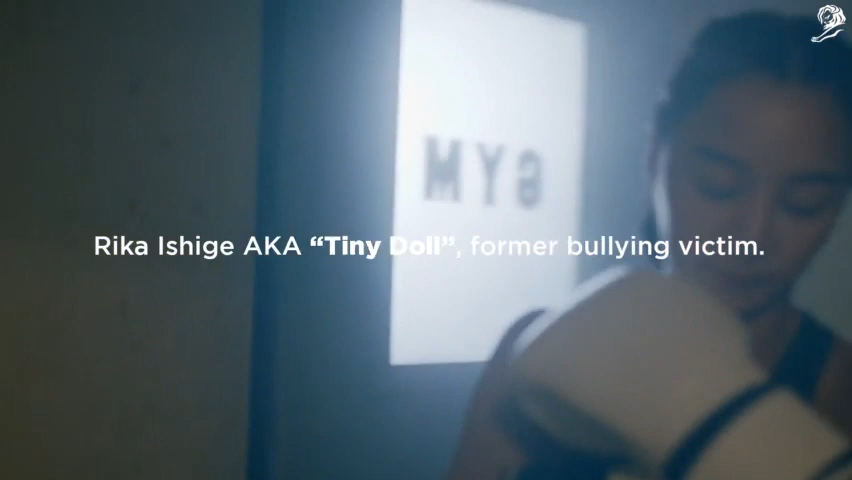 GYM
Rika Ishige AKA “Tiny Doll”, former bullying victim.